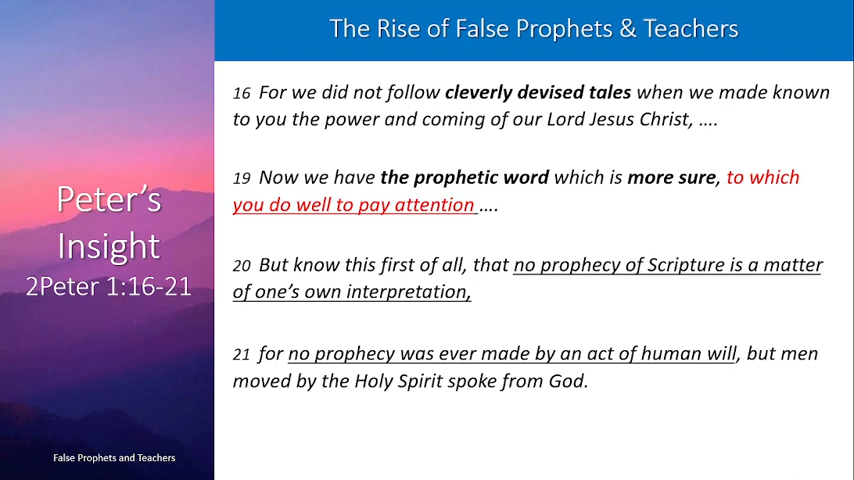 The Rise of False Prophets & Teachers
Peter’s
Insight
2Peter 1:16-21
16 For we did not follow cleverly devised tales when we made known
to you the power and coming of our Lord Jesus Christ, ....
19 Now we have the prophetic word which is more sure, to which
you do well to pay attention ....
20 But know this first of all, that no prophecy of Scripture is a matter
of one’s own interpretation,
21 for no prophecy was ever made by an act of human will, but men
moved by the Holy Spirit spoke from God.
False Prophets and Teachers